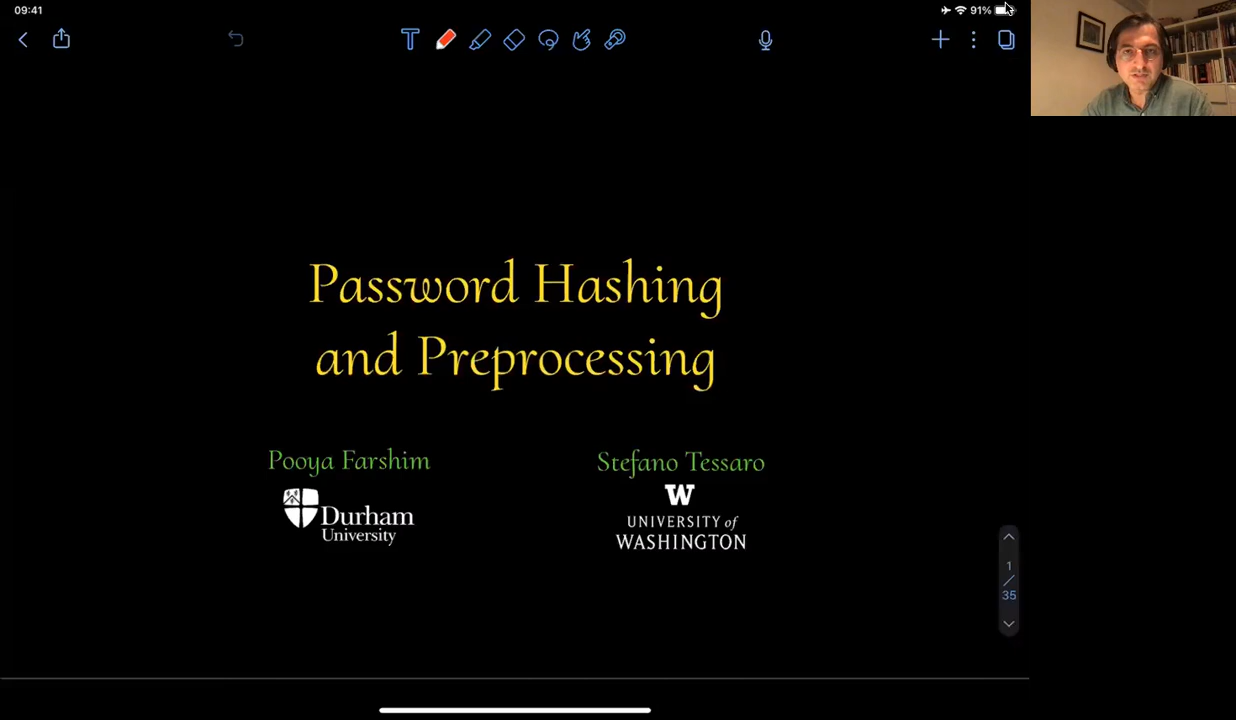 09:41
91%
T
Password Hashing
and Preprocessing
Pooya Farshim
Stefano Tessaro
Durham
University
W
UNIVERSITY of
WASHINGTON
1
/
35